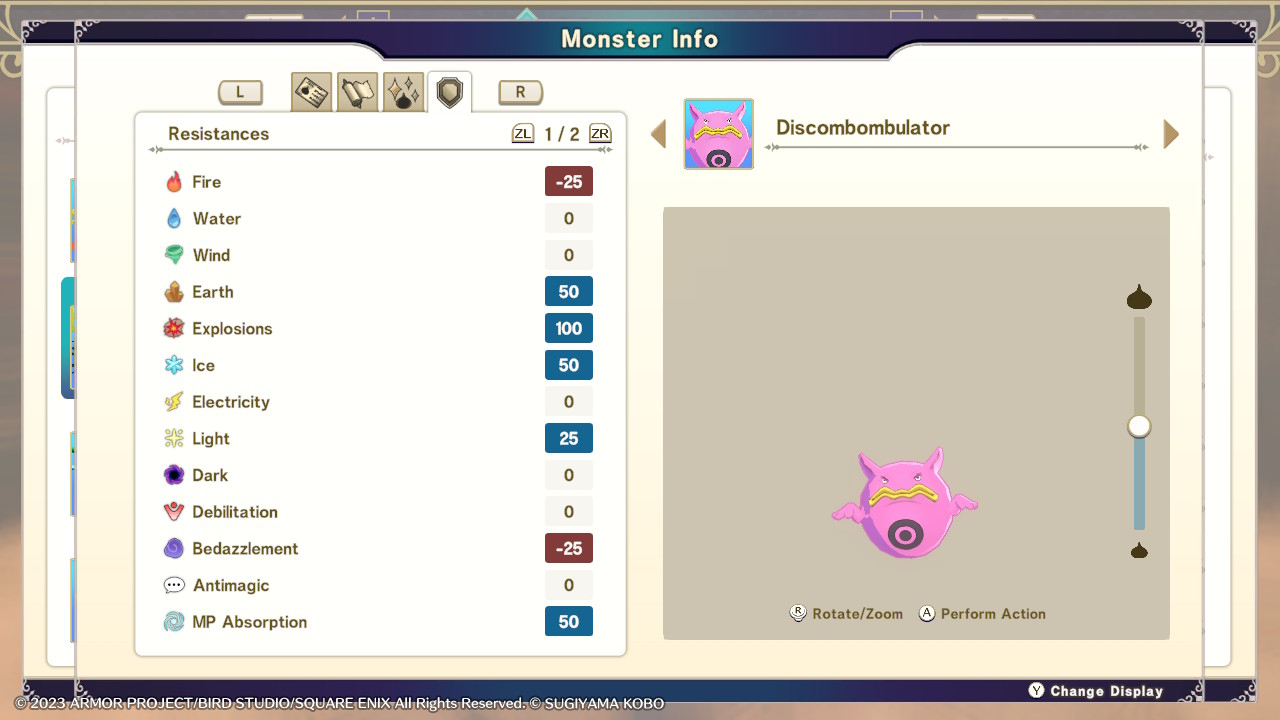 Monster Info
L
R
Resistances
ZL 1 / 2 ZR
Fire -25
Water 0
Wind 0
Earth 50
Explosions 100
Ice 50
Electricity 0
Light 25
Dark 0
Debilitation 0
Bedazzlement -25
Antimagic 0
MP Absorption 50
Discombombulator
R Rotate/Zoom A Perform Action
Y Change Display
© 2023 ARMOR PROJECT/BIRD STUDIO/SQUARE ENIX All Rights Reserved. © SUGIYAMA KOBO